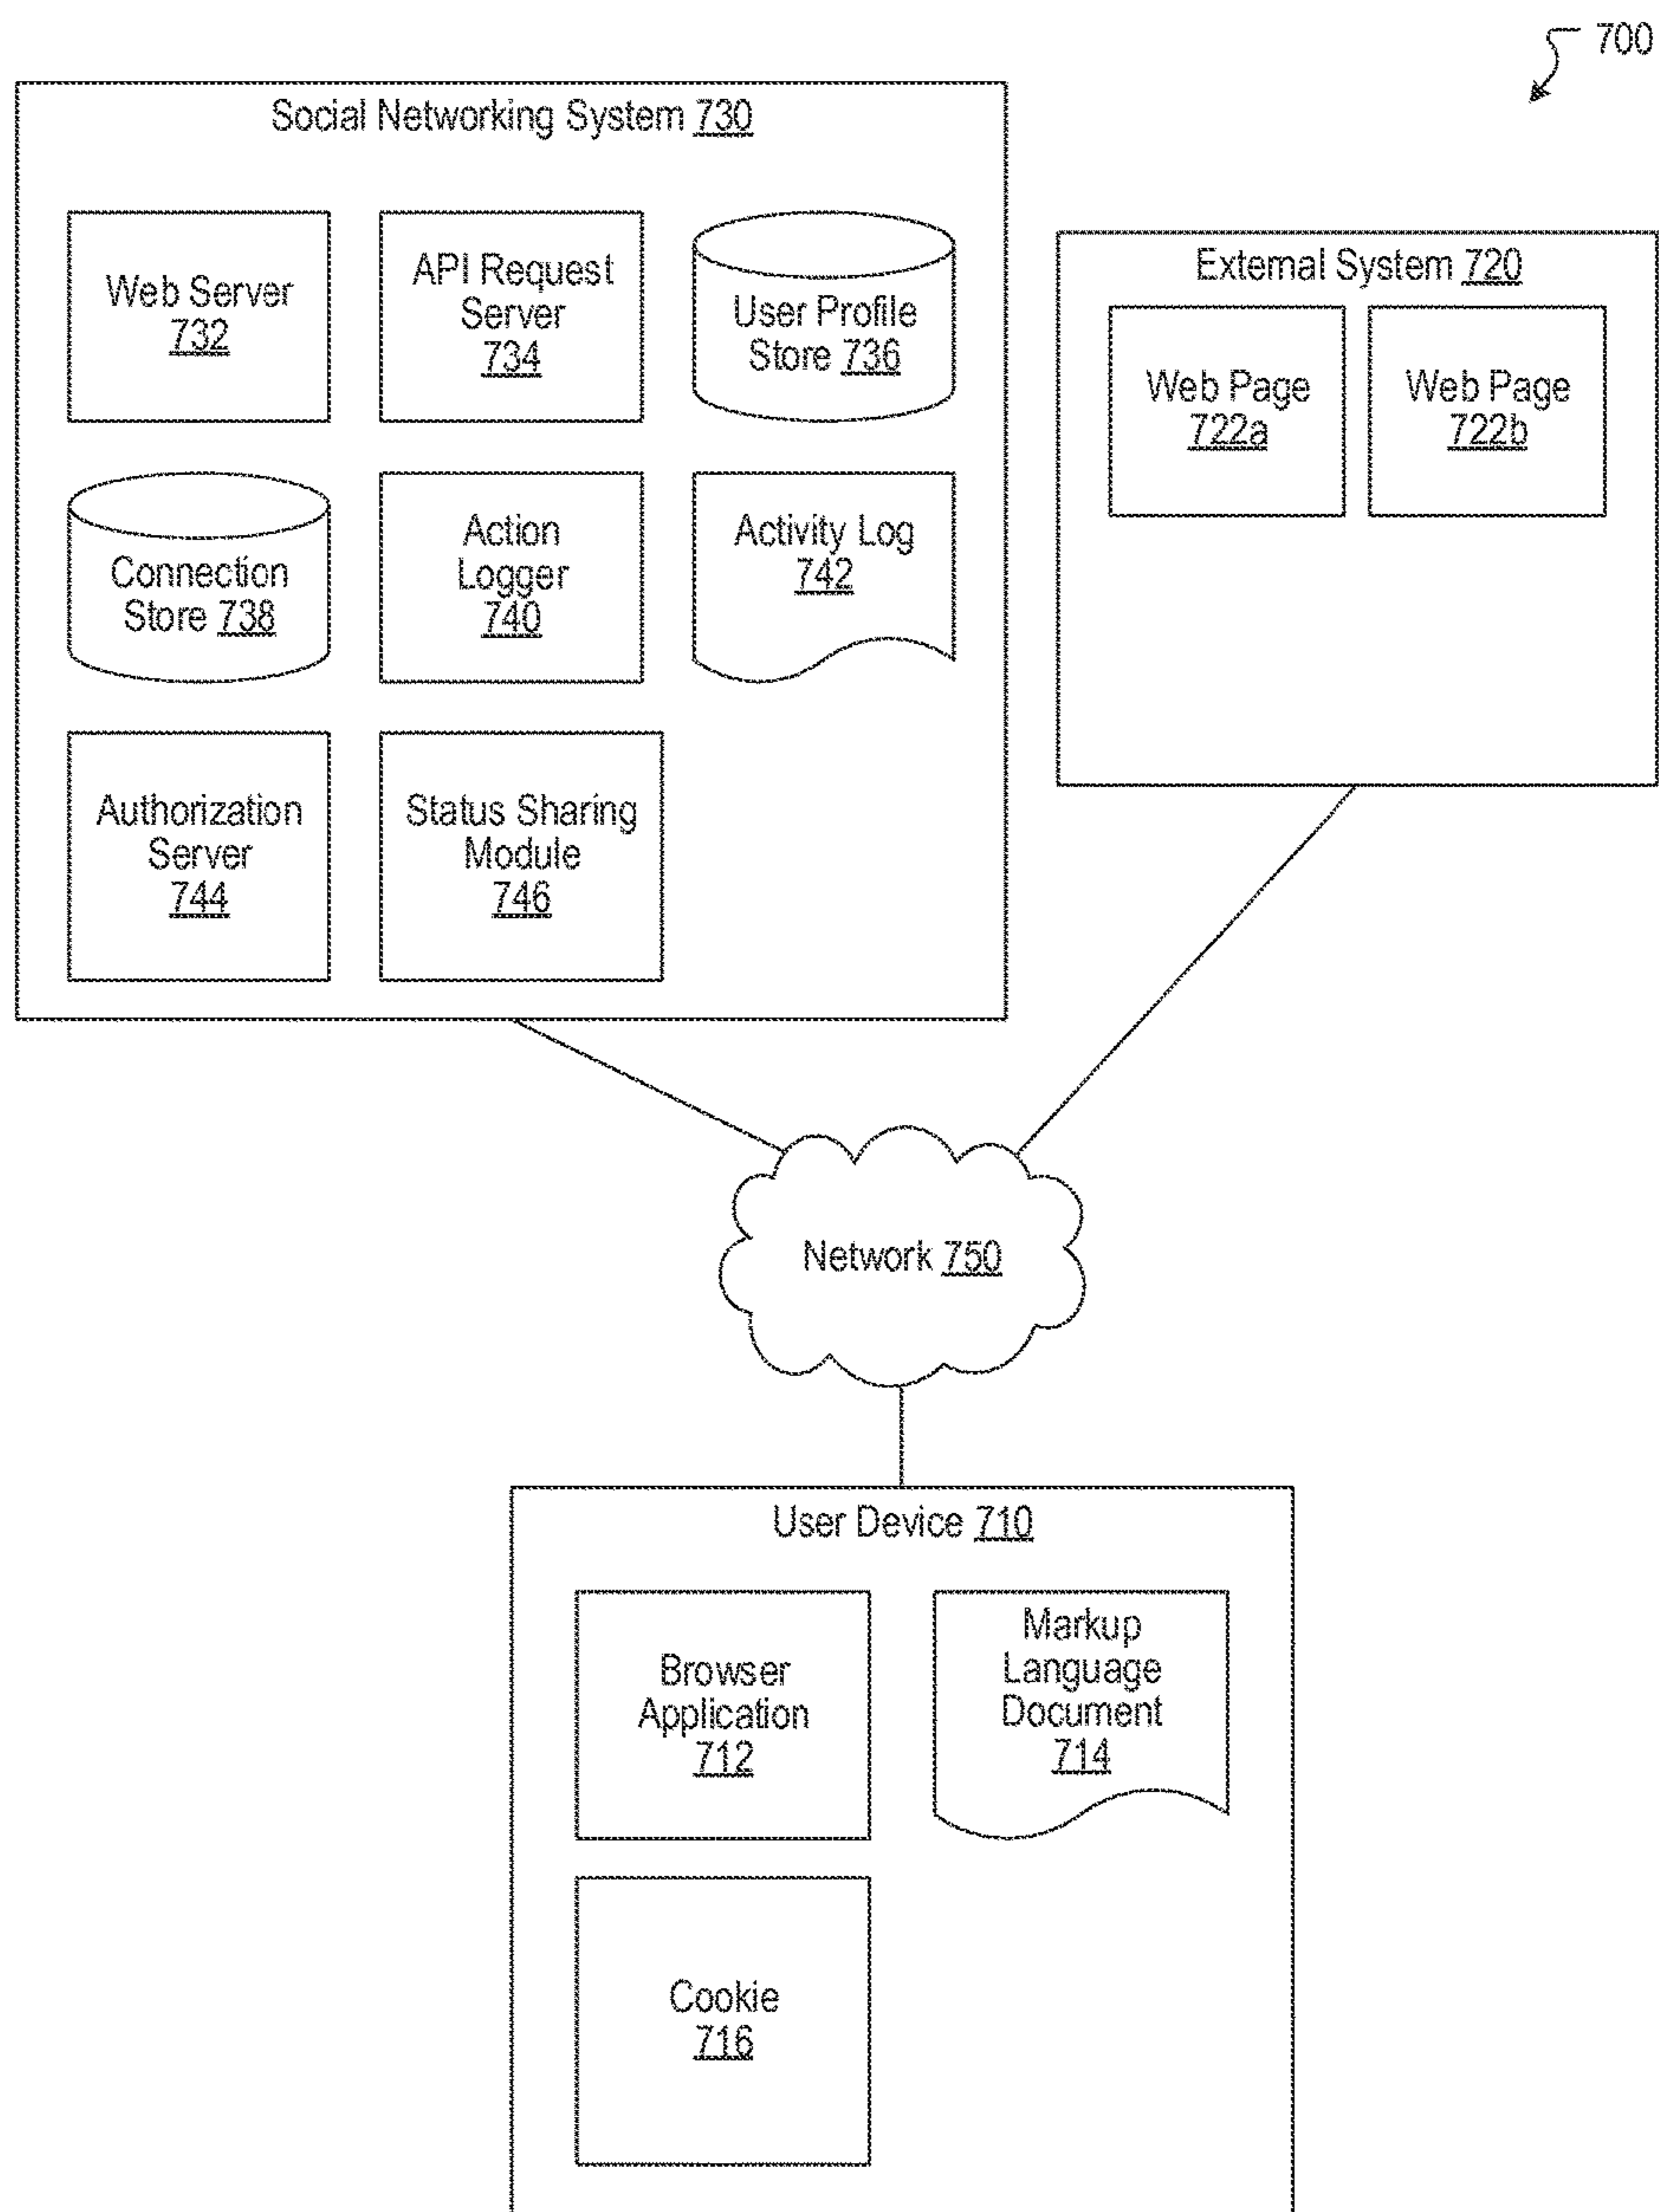 700
Social Networking System 730
Web Server
732
API Request
Server
734
User Profile
Store 736
Connection
Store 738
Action
Logger
740
Activity Log
742
Authorization
Server
744
Status Sharing
Module
746
External System 720
Web Page
722a
Web Page
722b
Network 750
User Device 710
Browser
Application
712
Markup
Language
Document
714
Cookie
716